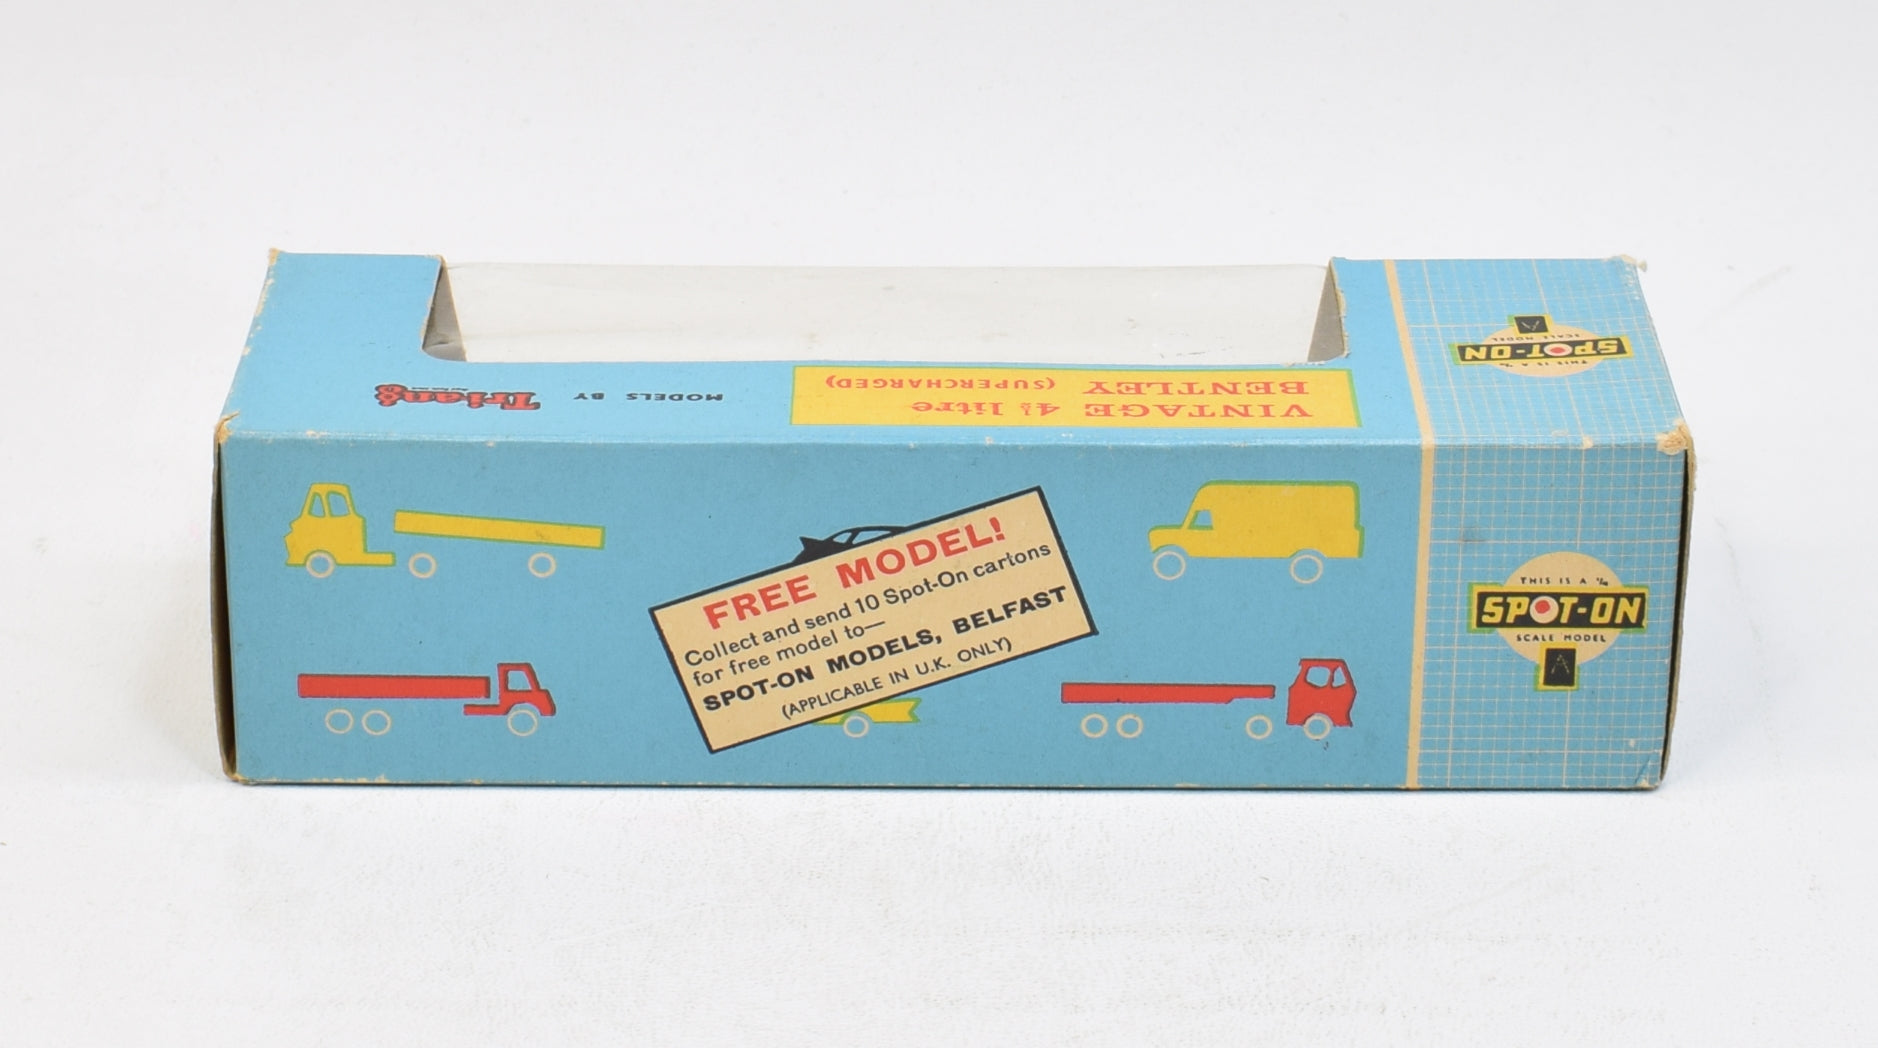 VINTAGE 4½ litre
BENTLEY (SUPERCHARGED)
MODELS BY Triang
THIS IS A
SPOT-ON
SCALE MODEL
FREE MODEL!
Collect and send 10 Spot-On cartons
for free model to—
SPOT-ON MODELS, BELFAST
(APPLICABLE IN U.K. ONLY)
THIS IS A
SPOT-ON
SCALE MODEL